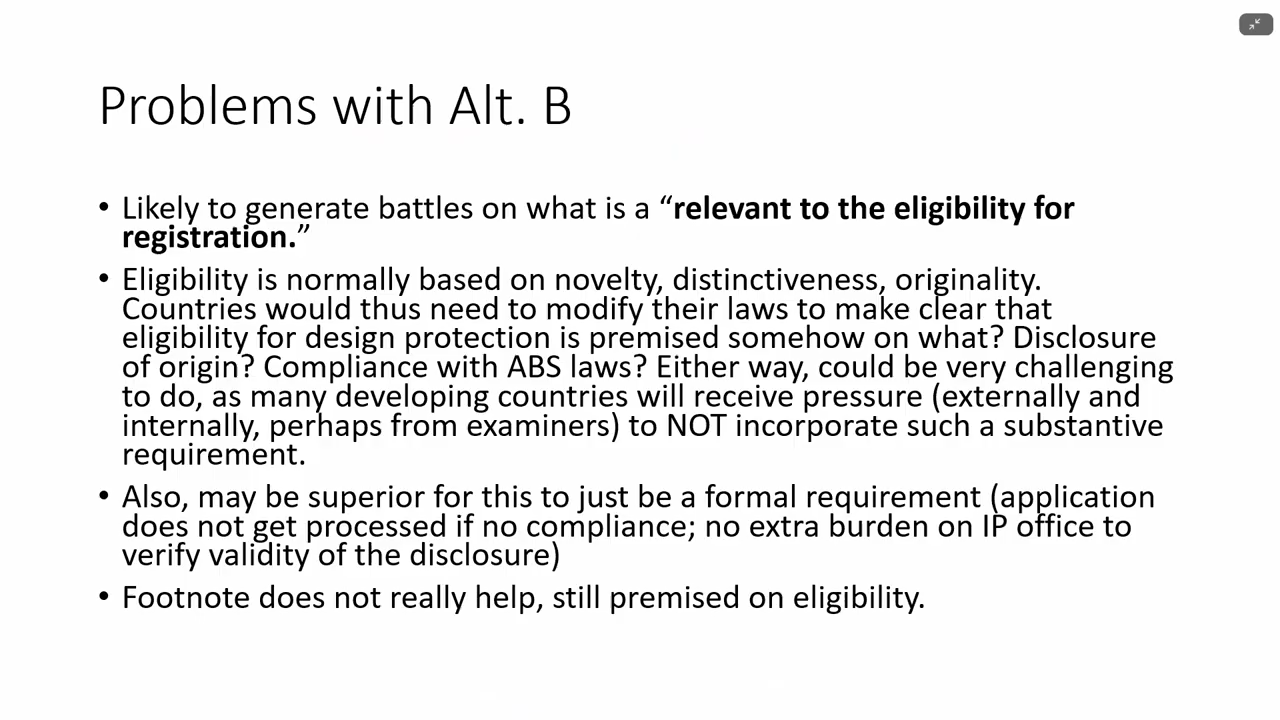 Problems with Alt. B
• Likely to generate battles on what is a “relevant to the eligibility for
registration.”
• Eligibility is normally based on novelty, distinctiveness, originality.
Countries would thus need to modify their laws to make clear that
eligibility for design protection is premised somehow on what? Disclosure
of origin? Compliance with ABS laws? Either way, could be very challenging
to do, as many developing countries will receive pressure (externally and
internally, perhaps from examiners) to NOT incorporate such a substantive
requirement.
• Also, may be superior for this to just be a formal requirement (application
does not get processed if no compliance; no extra burden on IP office to
verify validity of the disclosure)
• Footnote does not really help, still premised on eligibility.